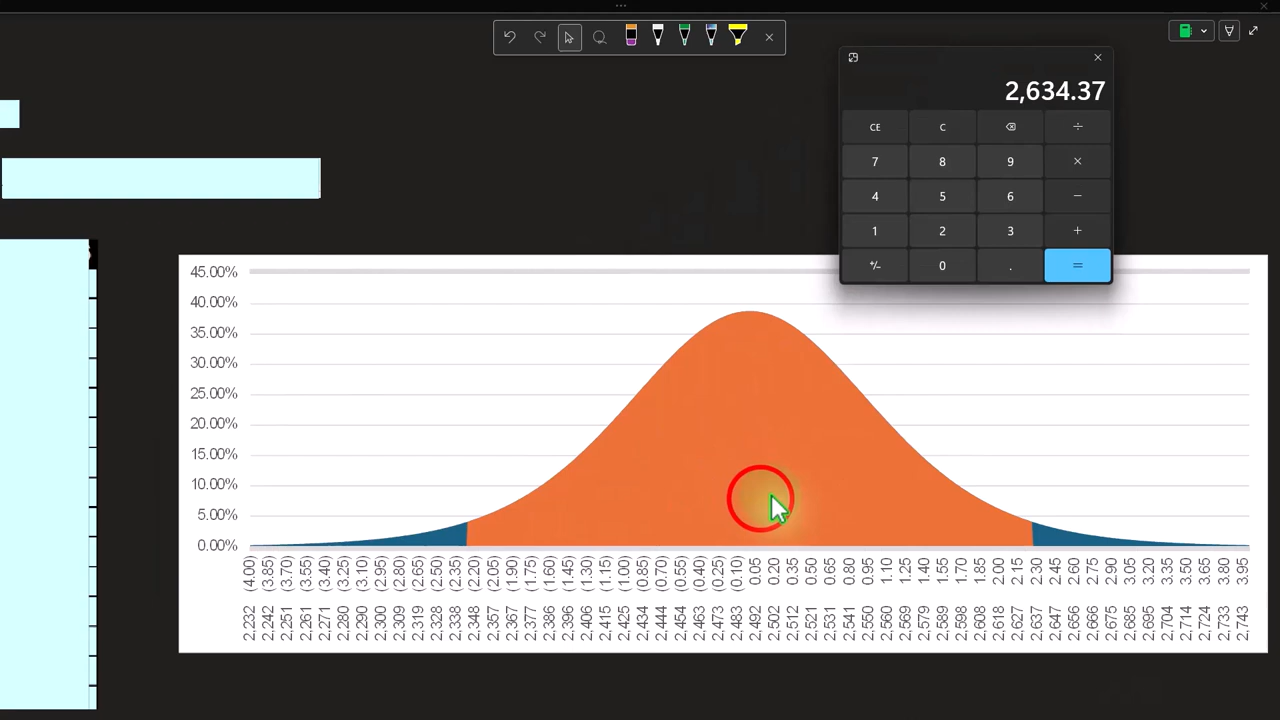 2,634.37
CE C ⌫ ÷
7 8 9 ×
4 5 6 −
1 2 3 +
+/− 0 . =
45.00%
40.00%
35.00%
30.00%
25.00%
20.00%
15.00%
10.00%
5.00%
0.00%
(4.00) (3.85) (3.70) (3.55) (3.40) (3.25) (3.10) (2.95) (2.80) (2.65) (2.50) (2.35) (2.20) (2.05) (1.90) (1.75) (1.60) (1.45) (1.30) (1.15) (1.00) (0.85) (0.70) (0.55) (0.40) (0.25) (0.10) 0.05 0.20 0.35 0.50 0.65 0.80 0.95 1.10 1.25 1.40 1.55 1.70 1.85 2.00 2.15 2.30 2.45 2.60 2.75 2.90 3.05 3.20 3.35 3.50 3.65 3.80 3.95
2,232 2,242 2,251 2,261 2,271 2,280 2,290 2,300 2,309 2,319 2,328 2,338 2,348 2,357 2,367 2,377 2,386 2,396 2,406 2,415 2,425 2,434 2,444 2,454 2,463 2,473 2,483 2,492 2,502 2,512 2,521 2,531 2,541 2,550 2,560 2,569 2,579 2,589 2,598 2,608 2,618 2,627 2,637 2,647 2,656 2,666 2,675 2,685 2,695 2,704 2,714 2,724 2,733 2,743